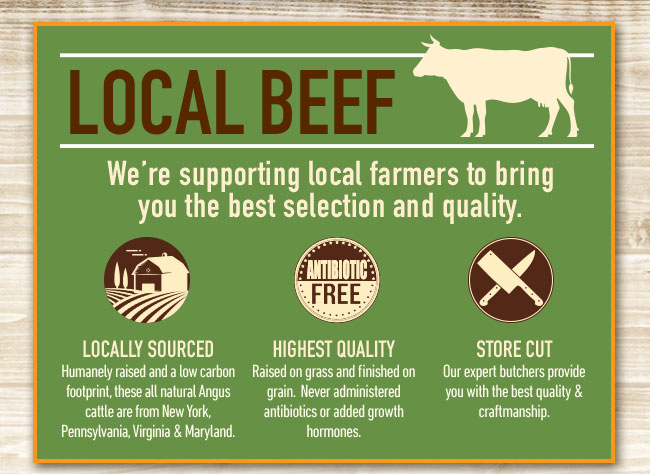 LOCAL BEEF
We're supporting local farmers to bring
you the best selection and quality.
ANTIBIOTIC
FREE
LOCALLY SOURCED
Humanely raised and a low carbon
footprint, these all natural Angus
cattle are from New York,
Pennsylvania, Virginia & Maryland.
HIGHEST QUALITY
Raised on grass and finished on
grain. Never administered
antibiotics or added growth
hormones.
STORE CUT
Our expert butchers provide
you with the best quality &
craftmanship.